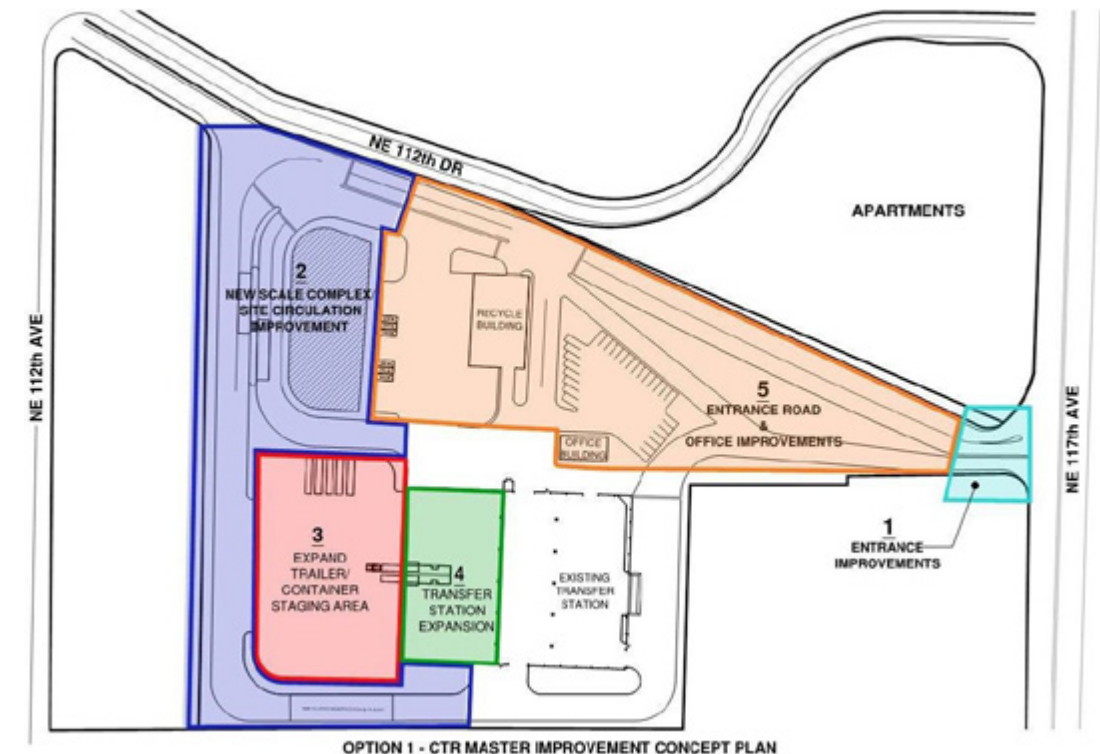 NE 112th DR
APARTMENTS
2
NEW SCALE COMPLEX/
SITE CIRCULATION
IMPROVEMENT
RECYCLE
BUILDING
NE 112th AVE
NE 117th AVE
5
ENTRANCE ROAD
&
OFFICE IMPROVEMENTS
OFFICE
BUILDING
1
ENTRANCE
IMPROVEMENTS
3
EXPAND
TRAILER/
CONTAINER
STAGING AREA
4
TRANSFER
STATION
EXPANSION
EXISTING
TRANSFER
STATION
OPTION 1 - CTR MASTER IMPROVEMENT CONCEPT PLAN